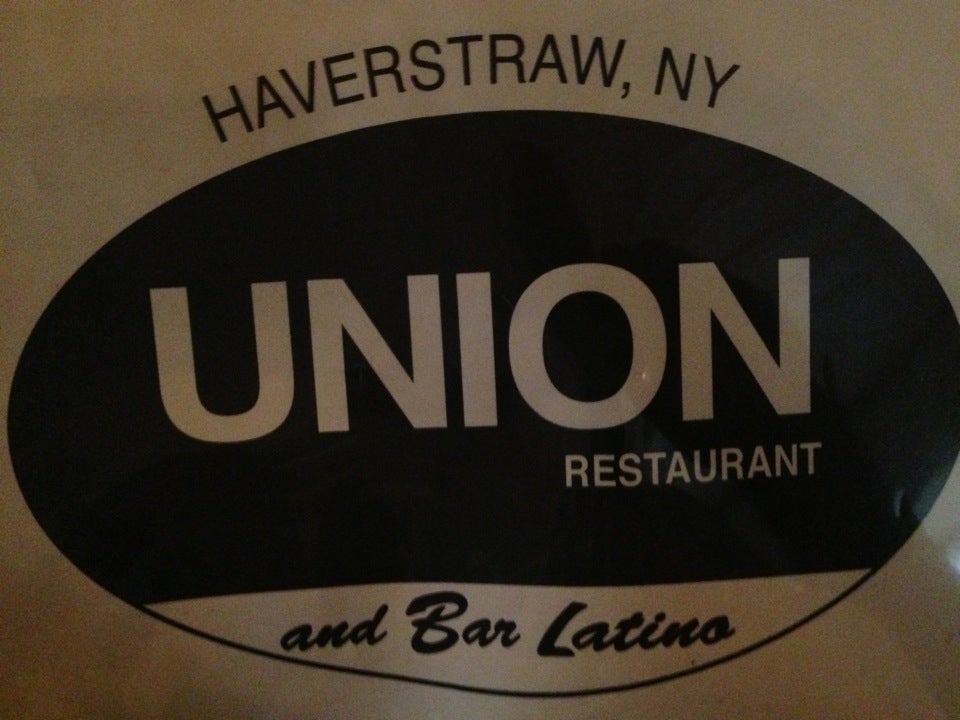 HAVERSTRAW, NY
UNION
RESTAURANT
and Bar Latino